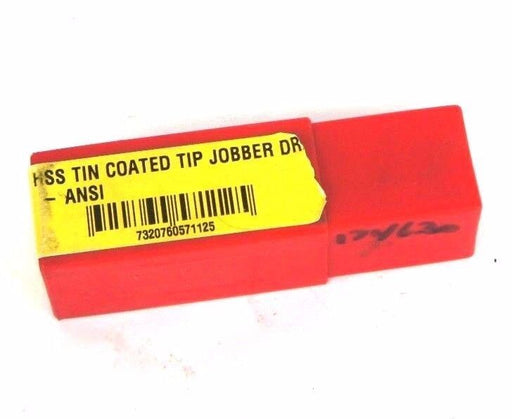 HSS TIN COATED TIP JOBBER DR
- ANSI
7320760571125